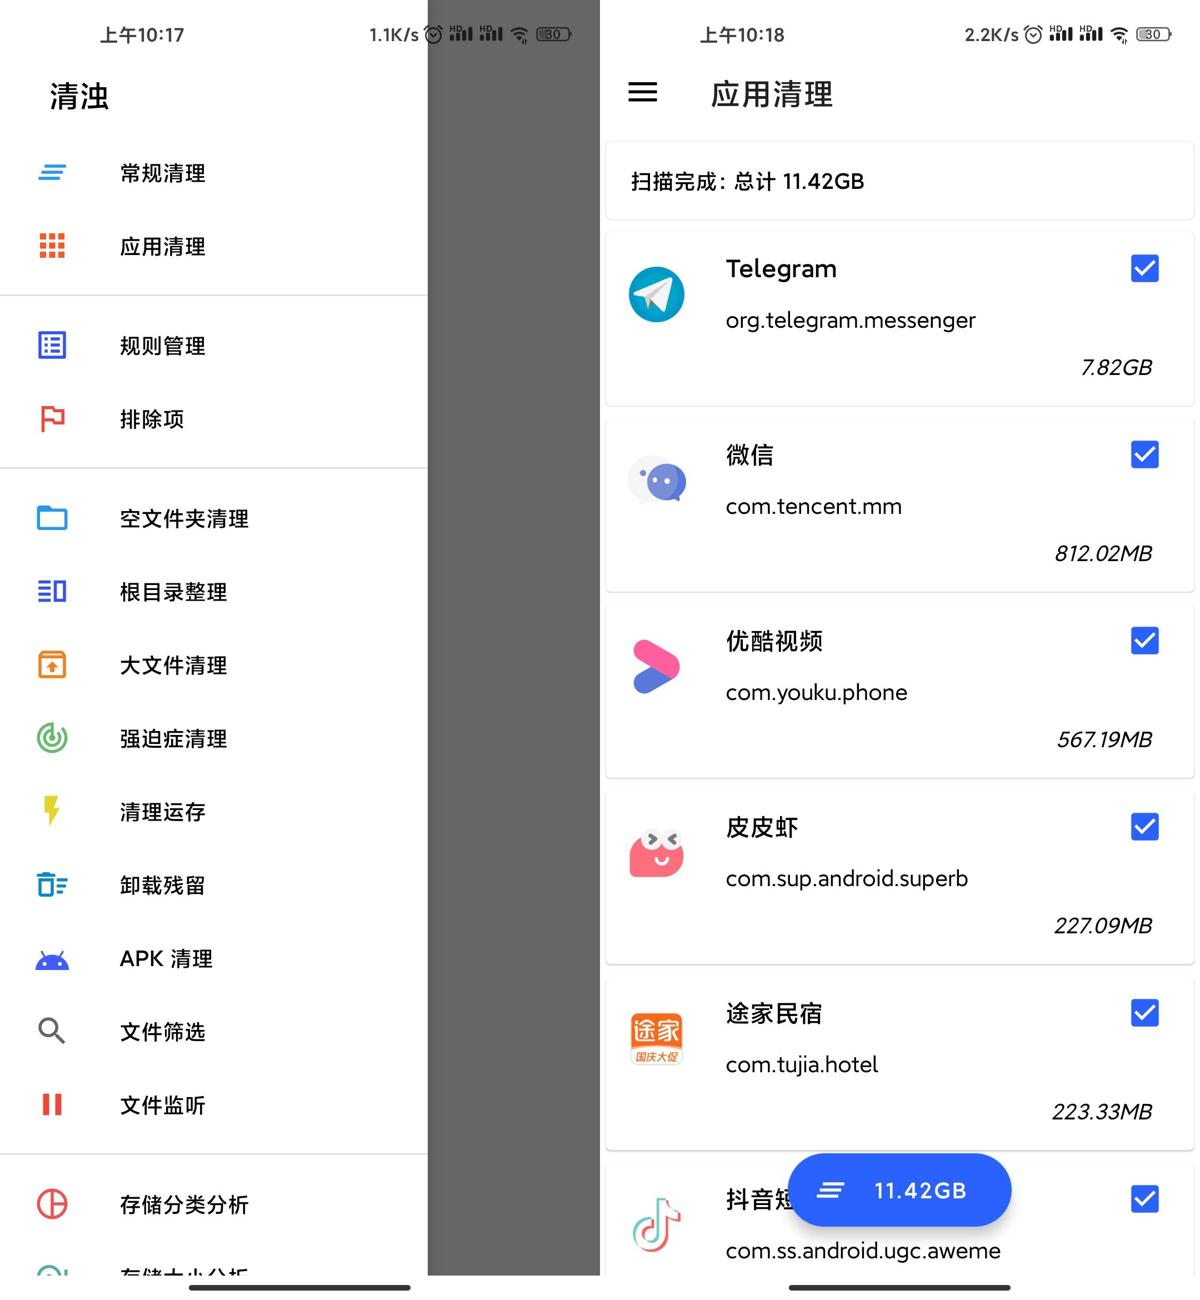 上午10:17
1.1K/s
30
清浊
常规清理
应用清理
规则管理
排除项
空文件夹清理
根目录整理
大文件清理
强迫症清理
清理运存
卸载残留
APK 清理
文件筛选
文件监听
存储分类分析
存储大小分析
上午10:18
2.2K/s
30
应用清理
扫描完成: 总计 11.42GB
Telegram
org.telegram.messenger
7.82GB
微信
com.tencent.mm
812.02MB
优酷视频
com.youku.phone
567.19MB
皮皮虾
com.sup.android.superb
227.09MB
途家
国庆大促
途家民宿
com.tujia.hotel
223.33MB
抖音短
11.42GB
com.ss.android.ugc.aweme